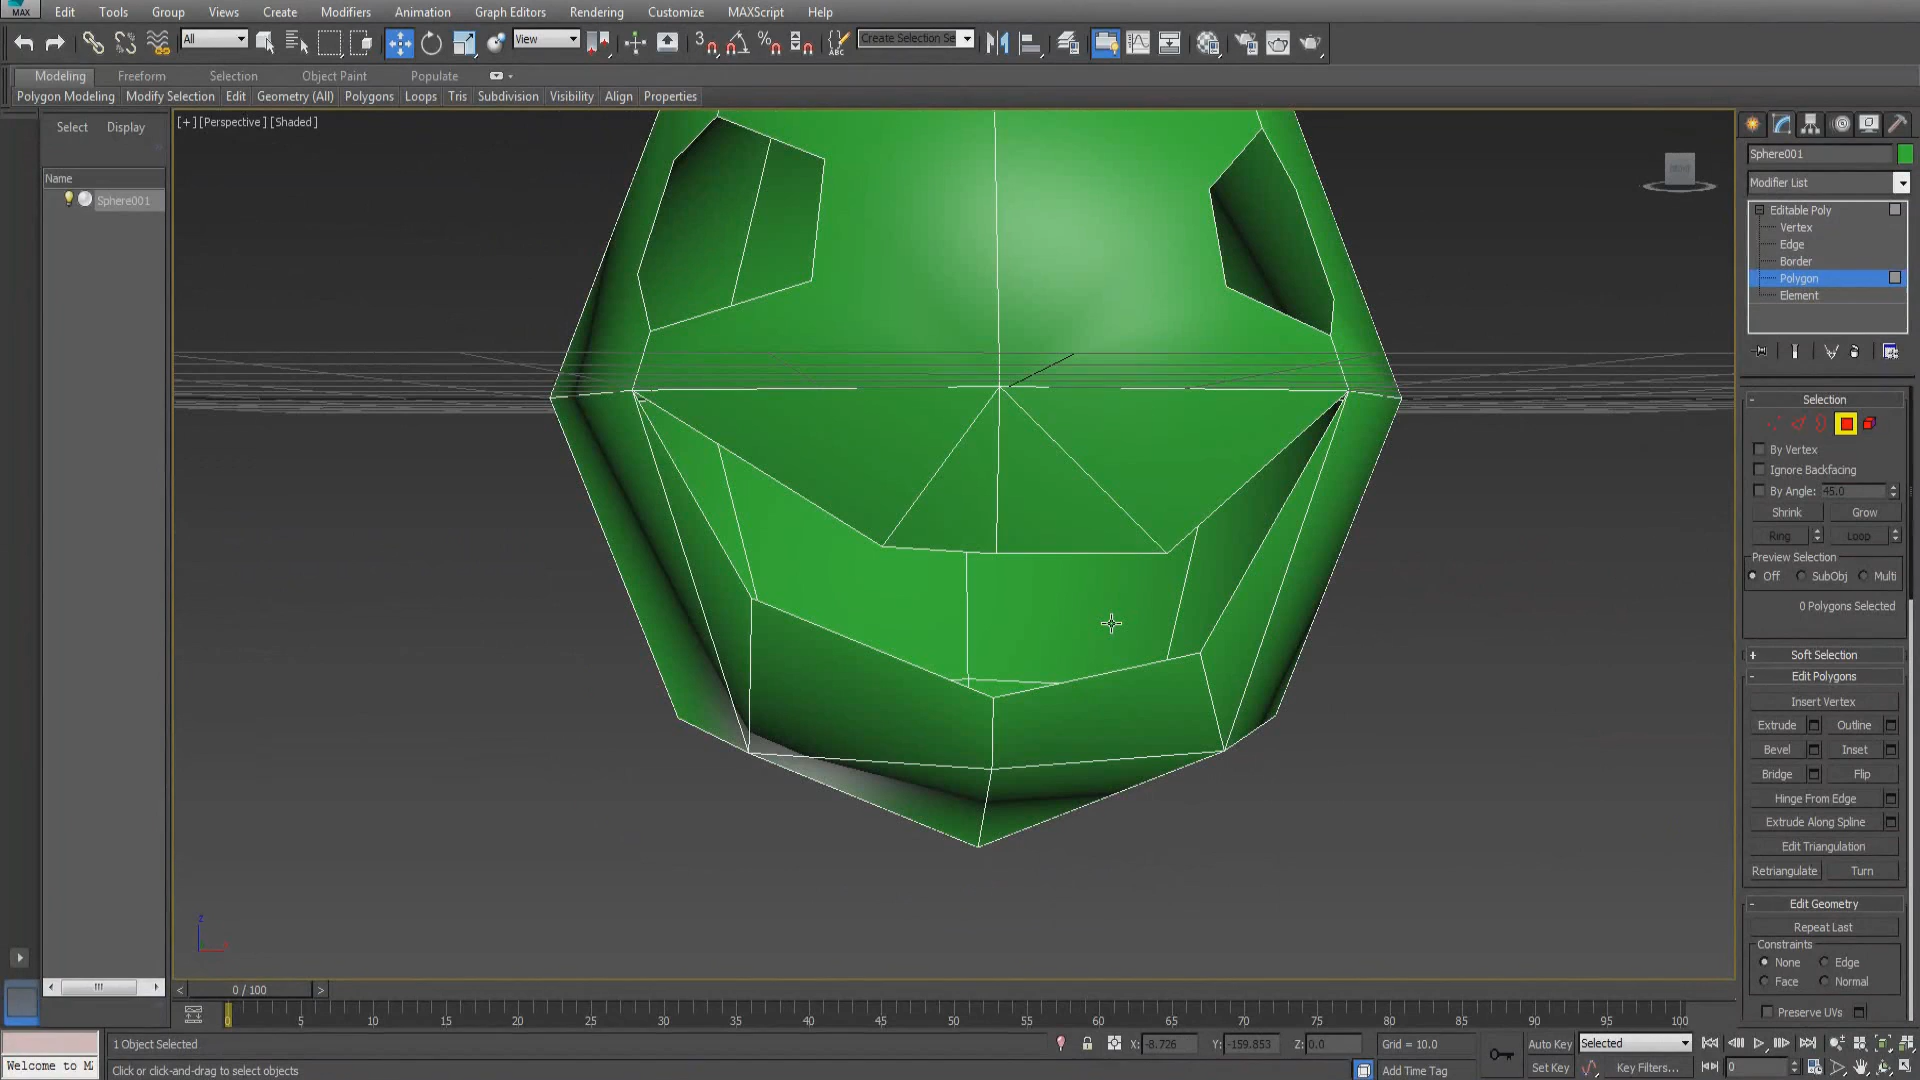 MAX Edit Tools Group Views Create Modifiers Animation Graph Editors Rendering Customize MAXScript Help
All View Create Selection Se
3 % ABC
Modeling Freeform Selection Object Paint Populate
Polygon Modeling Modify Selection Edit Geometry (All) Polygons Loops Tris Subdivision Visibility Align Properties
Select Display
Name
Sphere001
[+] [Perspective ] [Shaded ]
Sphere001
Modifier List
Editable Poly
Vertex
Edge
Border
Polygon
Element
- Selection
By Vertex
Ignore Backfacing
By Angle: 45.0
Shrink Grow
Ring Loop
Preview Selection
Off SubObj Multi
0 Polygons Selected
+ Soft Selection
- Edit Polygons
Insert Vertex
Extrude Outline
Bevel Inset
Bridge Flip
Hinge From Edge
Extrude Along Spline
Edit Triangulation
Retriangulate Turn
- Edit Geometry
Repeat Last
Constraints
None Edge
Face Normal
Preserve UVs
z
< 0 / 100 >
0 5 10 15 20 25 30 35 40 45 50 55 60 65 70 75 80 85 90 95 100
1 Object Selected X: -8.726 Y: -159.853 Z: 0.0 Grid = 10.0 Auto Key Selected
Welcome to M Click or click-and-drag to select objects Add Time Tag Set Key Key Filters... 0